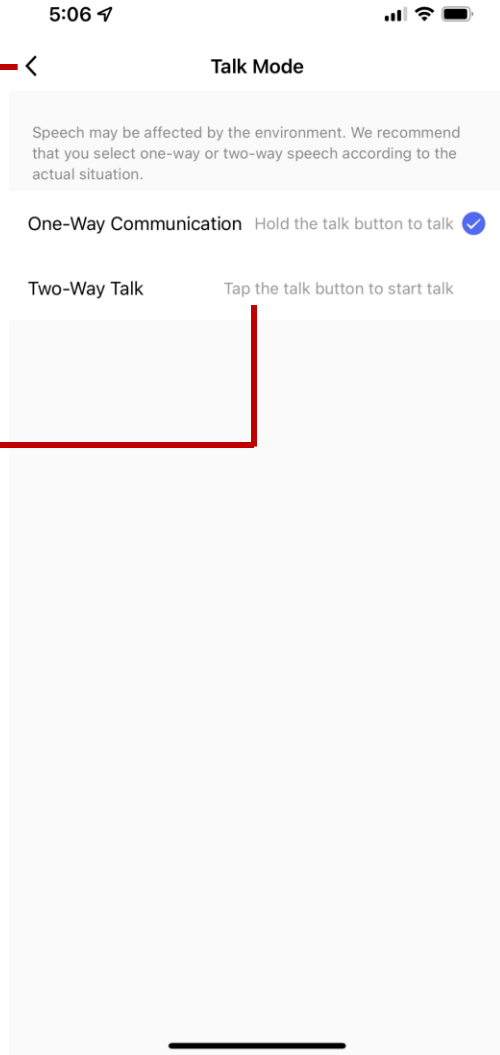 5:06
Talk Mode
Speech may be affected by the environment. We recommend
that you select one-way or two-way speech according to the
actual situation.
One-Way Communication Hold the talk button to talk
Two-Way Talk Tap the talk button to start talk